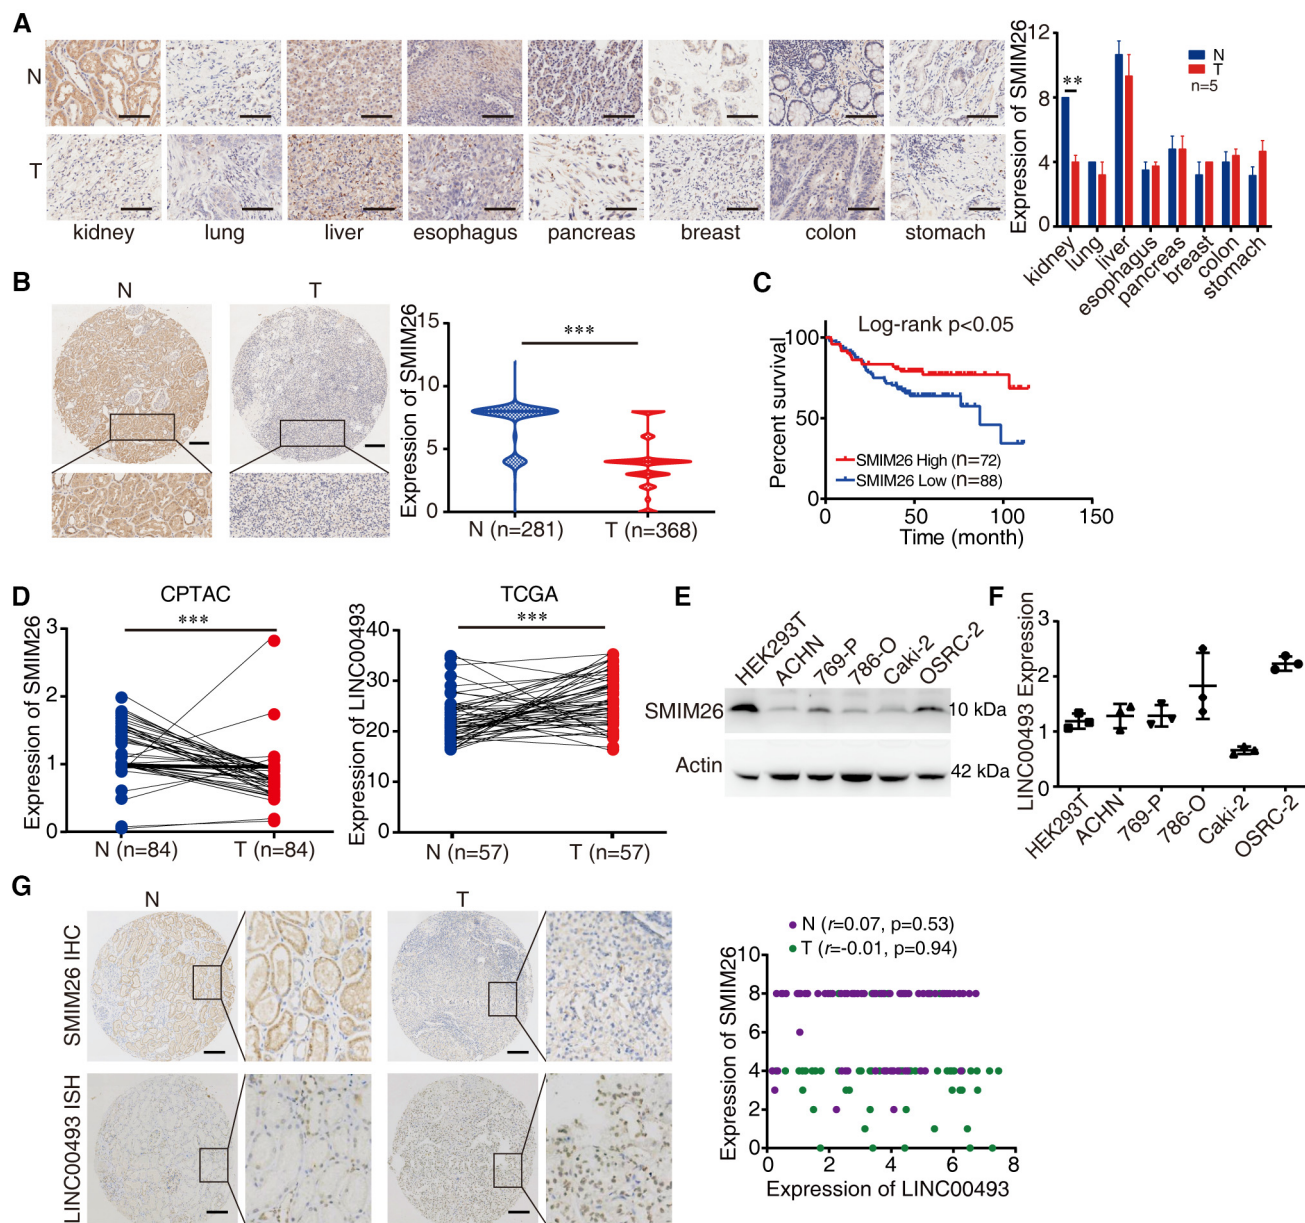 A
N
T
kidney lung liver esophagus pancreas breast colon stomach
Expression of SMIM26
12
8
4
0
**
N
T
n=5
kidney
lung
liver
esophagus
pancreas
breast
colon
stomach
B
N T
Expression of SMIM26
15
10
5
0
***
N (n=281) T (n=368)
C
Log-rank p<0.05
Percent survival
100
50
0
SMIM26 High (n=72)
SMIM26 Low (n=88)
0 50 100 150
Time (month)
D
CPTAC
***
Expression of SMIM26
3
2
1
0
N (n=84) T (n=84)
TCGA
***
Expression of LINC00493
40
30
20
10
0
N (n=57) T (n=57)
E
HEK293T
ACHN
769-P
786-O
Caki-2
OSRC-2
SMIM26 10 kDa
Actin 42 kDa
F
LINC00493 Expression
3
2
1
0
HEK293T
ACHN
769-P
786-O
Caki-2
OSRC-2
G
N T
SMIM26 IHC
LINC00493 ISH
N (r=0.07, p=0.53)
T (r=-0.01, p=0.94)
Expression of SMIM26
10
8
6
4
2
0
0 2 4 6 8
Expression of LINC00493